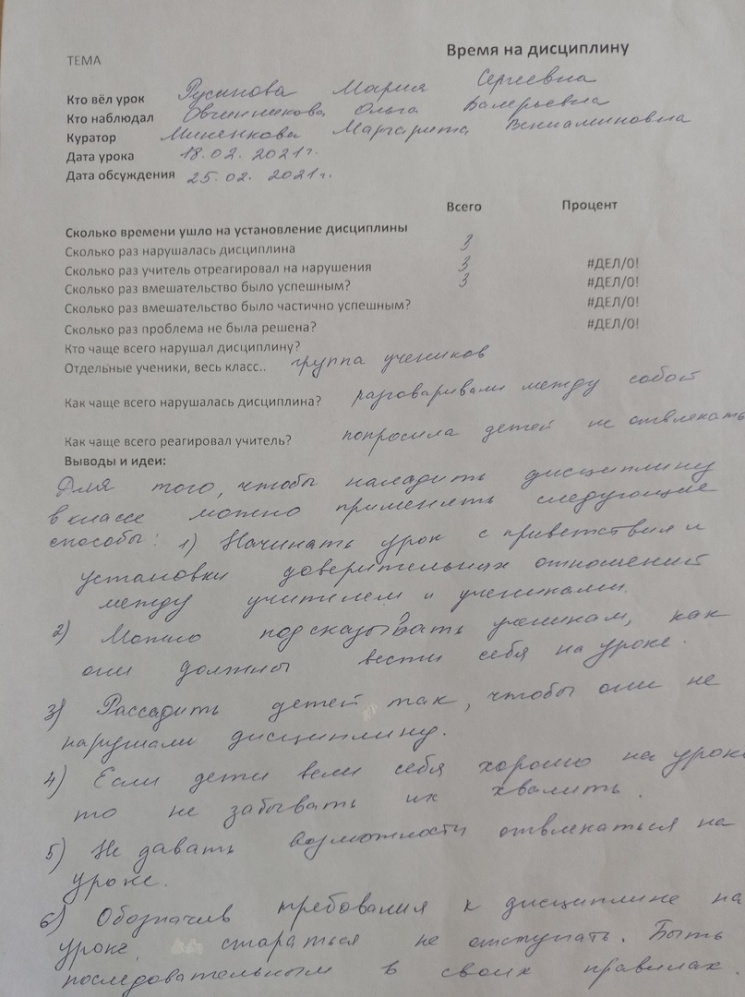 ТЕМА Время на дисциплину
Кто вёл урок Русинова Мария Сергеевна
Кто наблюдал Овчинникова Ольга Валерьевна
Куратор Миненкова Маргарита Вениаминовна
Дата урока 18.02.2021г.
Дата обсуждения 25.02.2021г.
Всего Процент
Сколько времени ушло на установление дисциплины
Сколько раз нарушалась дисциплина 3
Сколько раз учитель отреагировал на нарушения 3 #ДЕЛ/0!
Сколько раз вмешательство было успешным? 3 #ДЕЛ/0!
Сколько раз вмешательство было частично успешным? #ДЕЛ/0!
Сколько раз проблема не была решена? #ДЕЛ/0!
Кто чаще всего нарушал дисциплину?
Отдельные ученики, весь класс.. группа учеников
Как чаще всего нарушалась дисциплина? разговаривали между собой
Как чаще всего реагировал учитель? попросила детей не отвлекать
Выводы и идеи:
Для того, чтобы наладить дисциплину
в классе можно применять следующие
способы: 1) Начинать урок с приветствия и
установки доверительных отношений
между учителем и учениками.
2) Можно подсказывать ученикам, как
они должны вести себя на уроке.
3) Рассадить детей так, чтобы они не
нарушали дисциплину.
4) Если дети вели себя хорошо на уроке
то не забывать их хвалить.
5) Не давать возможности отвлекаться на
уроке.
6) Обозначив требования к дисциплине на
уроке, стараться не отступать. Быть
последовательным в своих правилах.